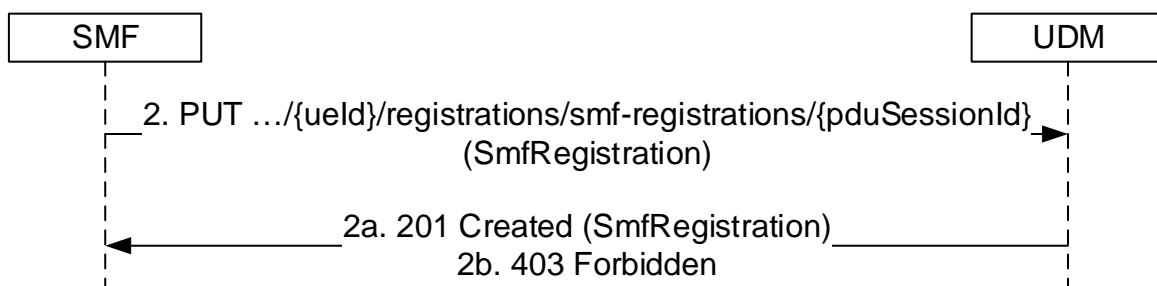 SMF
UDM
2. PUT …/{ueId}/registrations/smf-registrations/{pduSessionId}
(SmfRegistration)
2a. 201 Created (SmfRegistration)
2b. 403 Forbidden